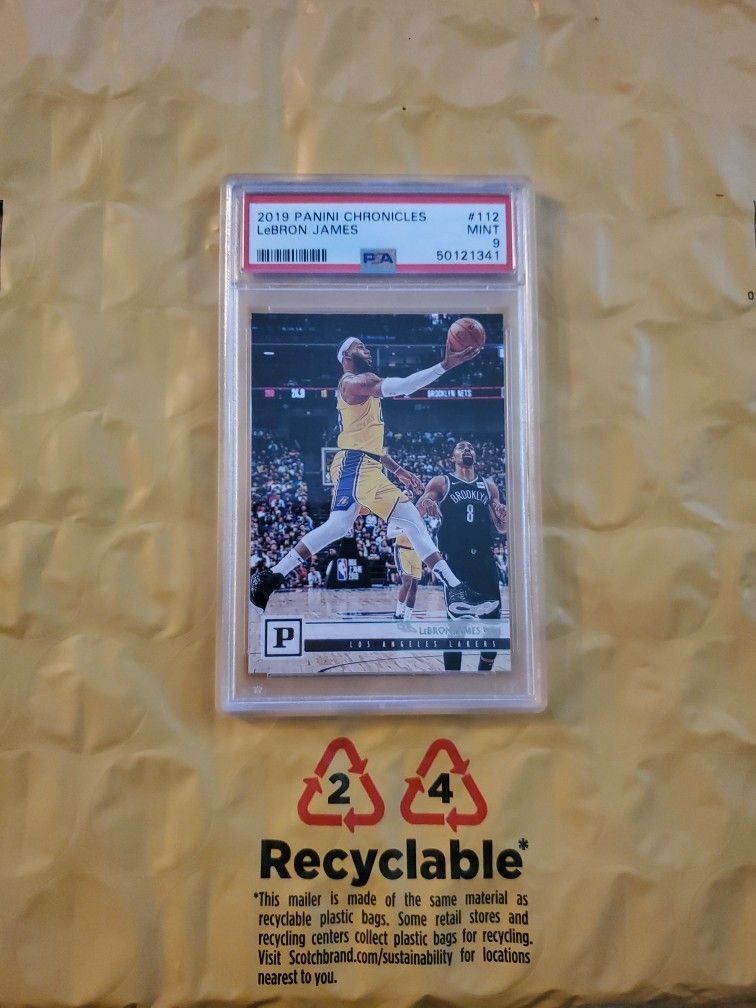 2019 PANINI CHRONICLES #112
LeBRON JAMES MINT
9
PSA 50121341
BROOKLYN NETS
BROOKLYN
8
P
LeBRON JAMES
LOS ANGELES LAKERS
2 4
Recyclable*
*This mailer is made of the same material as
recyclable plastic bags. Some retail stores and
recycling centers collect plastic bags for recycling.
Visit Scotchbrand.com/sustainability for locations
nearest to you.